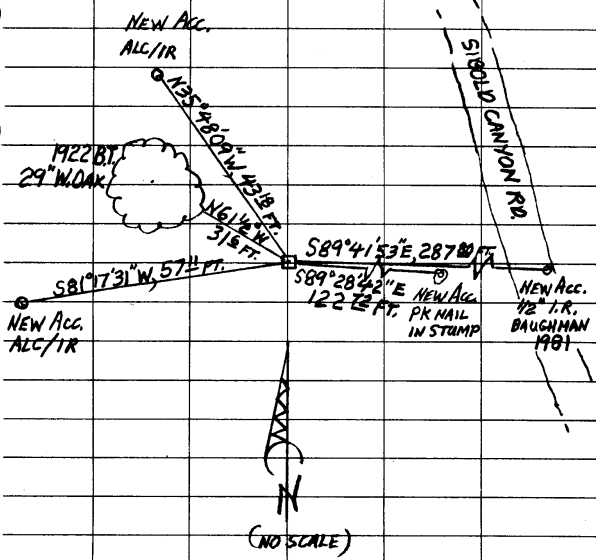 NEW ACC.
ALC/IR
N35°48'09"W, 43.18 FT.
SIBOLD CANYON RD.
1922 B.T.
29" W.OAK
N61½°W
31.6 FT.
S89°41'53"E, 287.80 FT.
S89°28'42"E
122.72 FT.
S81°17'31"W, 57.11 FT.
NEW ACC.
ALC/IR
NEW ACC.
PK NAIL
IN STUMP
NEW ACC.
1/2" I.R.
BAUGHMAN
1981
N
(NO SCALE)